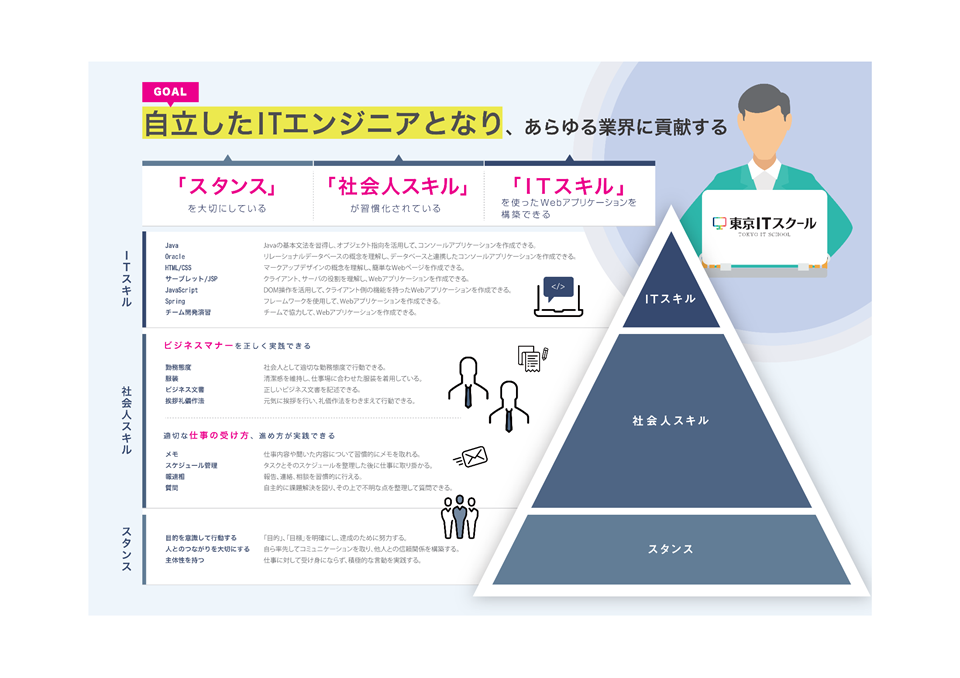 GOAL
自立したITエンジニアとなり、あらゆる業界に貢献する
「スタンス」
を大切にしている
「社会人スキル」
が習慣化されている
「ITスキル」
を使ったWebアプリケーションを
構築できる
東京ITスクール
TOKYO IT SCHOOL
ITスキル
Java Javaの基本文法を習得し、オブジェクト指向を活用して、コンソールアプリケーションを作成できる。
Oracle リレーショナルデータベースの概念を理解し、データベースと連携したコンソールアプリケーションを作成できる。
HTML/CSS マークアップデザインの概念を理解し、簡単なWebページを作成できる。
サーブレット/JSP クライアント、サーバの役割を理解し、Webアプリケーションを作成できる。
JavaScript DOM操作を活用して、クライアント側の機能を持ったWebアプリケーションを作成できる。
Spring フレームワークを使用して、Webアプリケーションを作成できる。
チーム開発演習 チームで協力して、Webアプリケーションを作成できる。
</>
社会人スキル
ビジネスマナーを正しく実践できる
勤務態度 社会人として適切な勤務態度で行動できる。
服装 清潔感を維持し、仕事場に合わせた服装を着用している。
ビジネス文書 正しいビジネス文書を記述できる。
挨拶礼儀作法 元気に挨拶を行い、礼儀作法をわきまえて行動できる。
適切な仕事の受け方、進め方が実践できる
メモ 仕事内容や聞いた内容について習慣的にメモを取れる。
スケジュール管理 タスクとそのスケジュールを整理した後に仕事に取り掛かる。
報連相 報告、連絡、相談を習慣的に行える。
質問 自主的に課題解決を図り、その上で不明な点を整理して質問できる。
スタンス
目的を意識して行動する 「目的」、「目標」を明確にし、達成のために努力する。
人とのつながりを大切にする 自ら率先してコミュニケーションを取り、他人との信頼関係を構築する。
主体性を持つ 仕事に対して受け身にならず、積極的な言動を実践する。
ITスキル
社会人スキル
スタンス